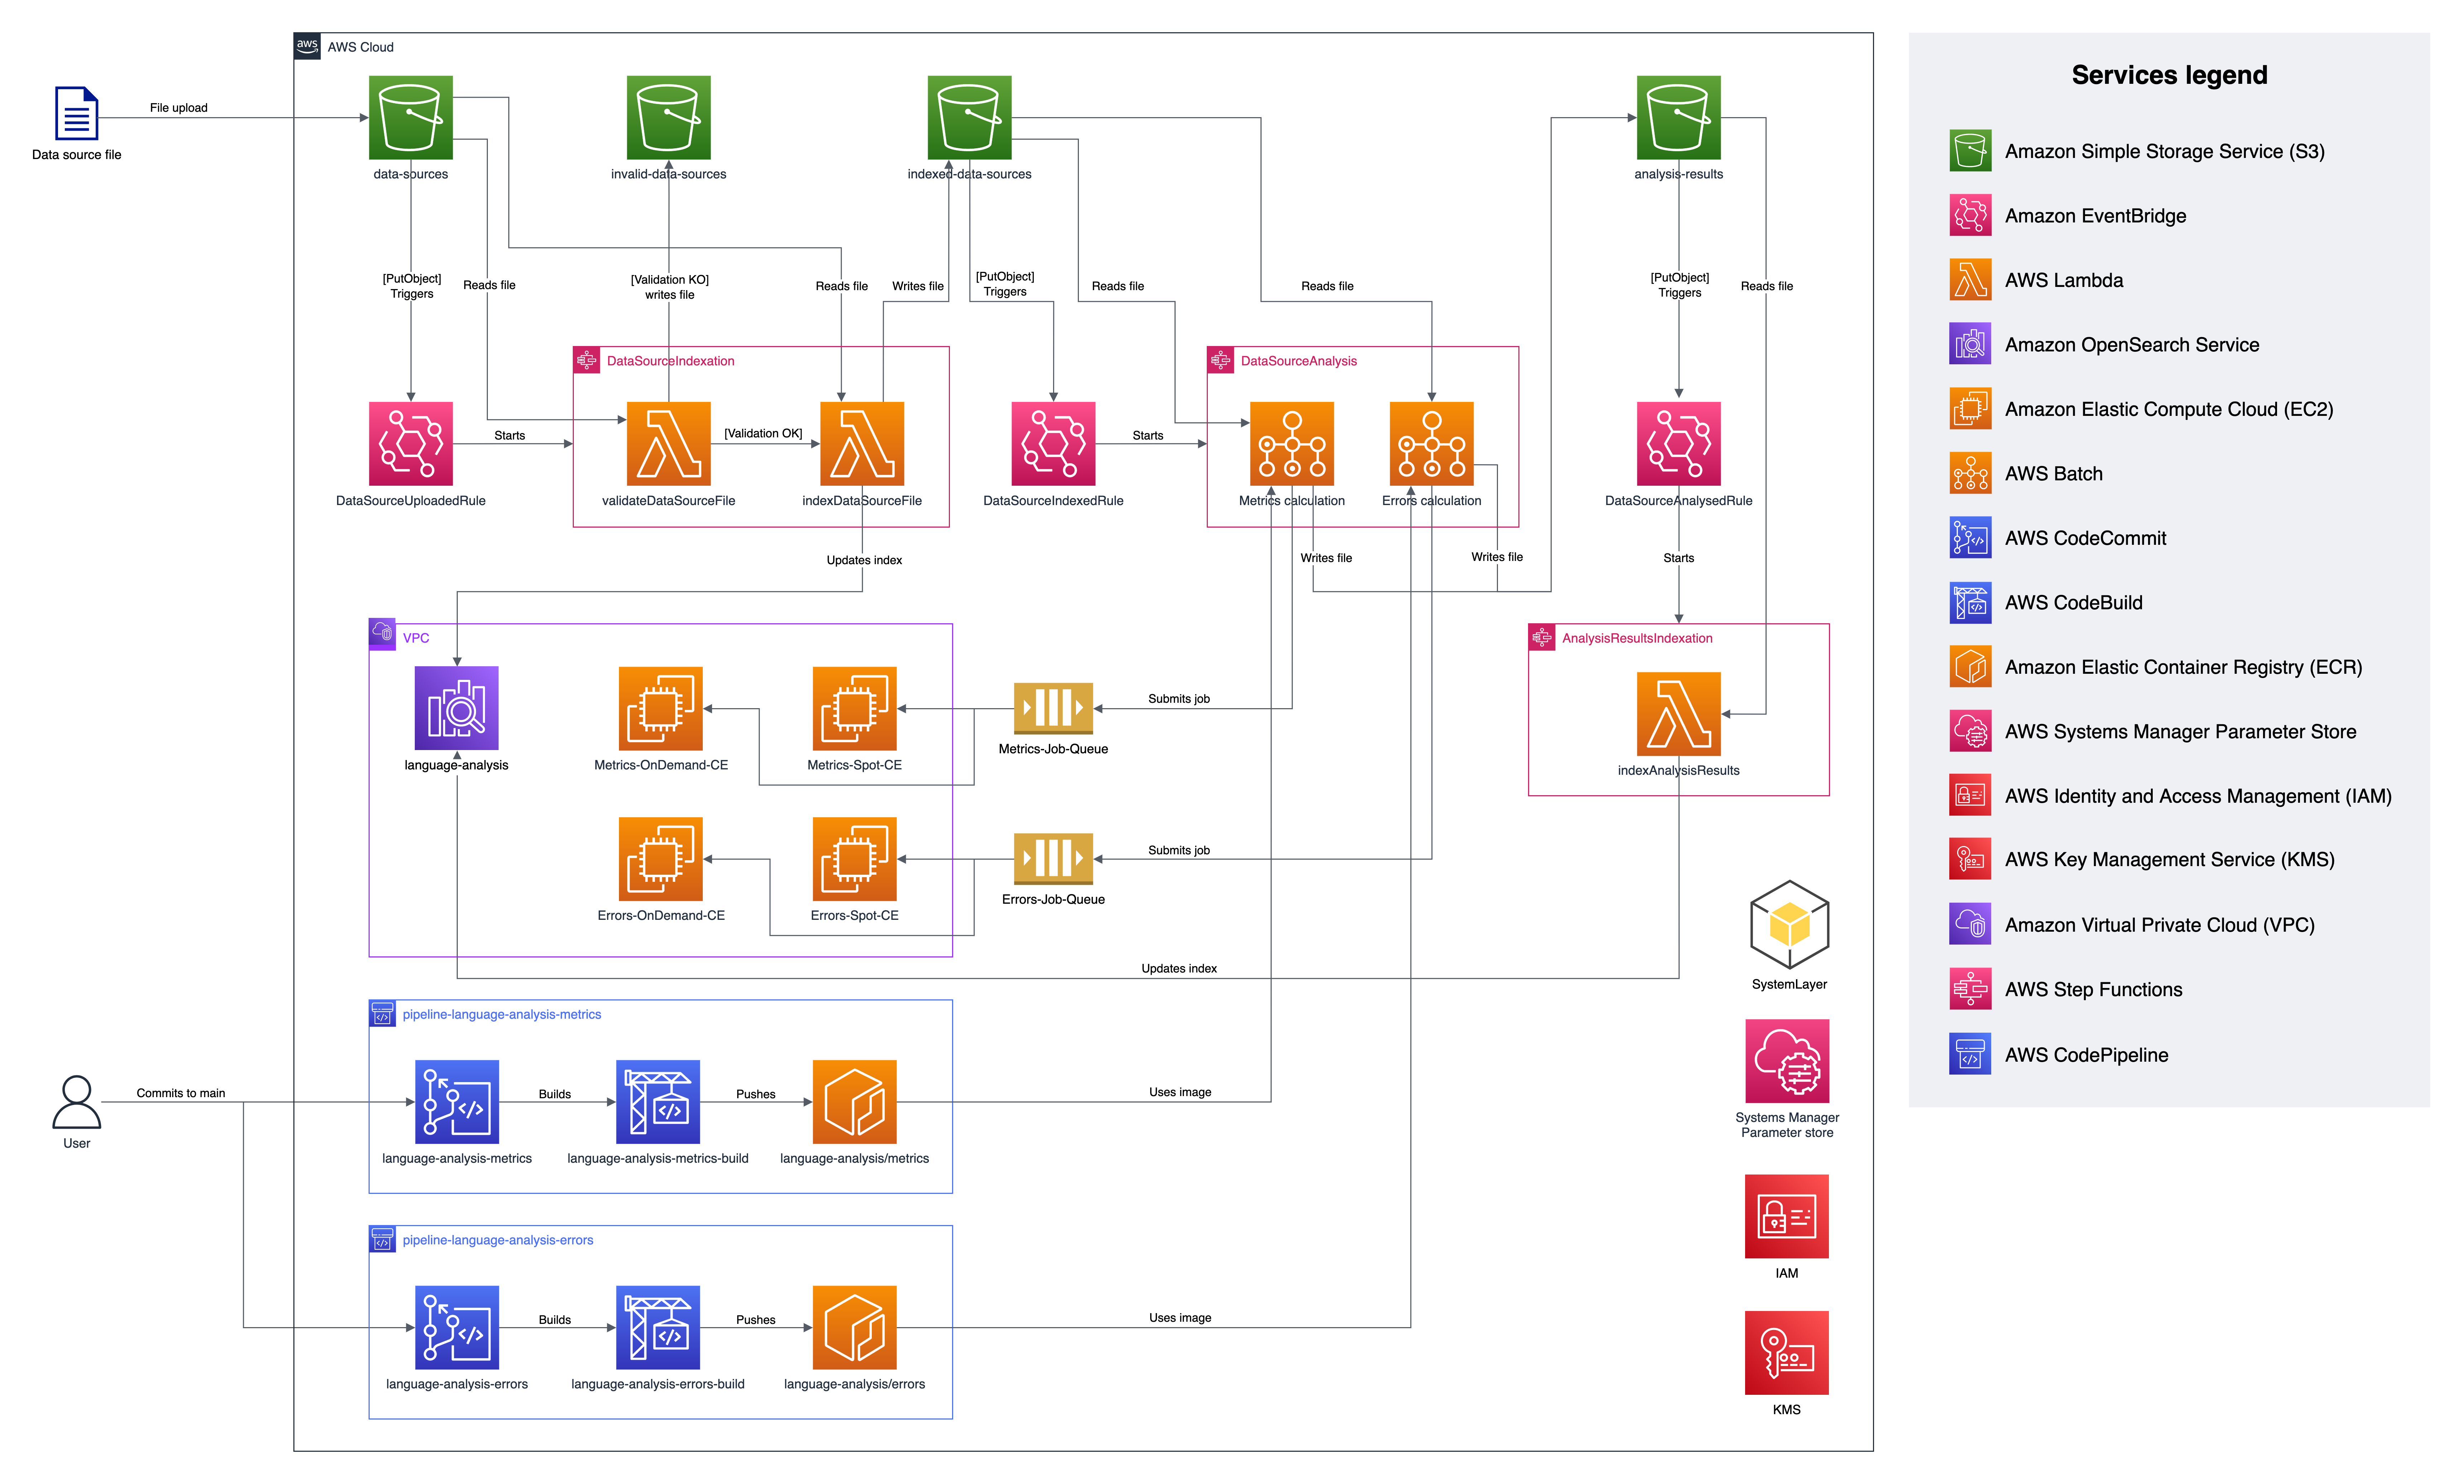 aws
AWS Cloud
Data source file
File upload
data-sources
invalid-data-sources
indexed-data-sources
analysis-results
[PutObject]
Triggers
Reads file
[Validation KO]
writes file
Reads file
Writes file
[PutObject]
Triggers
Reads file
Reads file
[PutObject]
Triggers
Reads file
DataSourceIndexation
DataSourceAnalysis
Starts
[Validation OK]
Starts
DataSourceUploadedRule
validateDataSourceFile
indexDataSourceFile
DataSourceIndexedRule
Metrics calculation
Errors calculation
DataSourceAnalysedRule
Updates index
Writes file
Writes file
Starts
VPC
AnalysisResultsIndexation
language-analysis
Metrics-OnDemand-CE
Metrics-Spot-CE
Metrics-Job-Queue
Submits job
indexAnalysisResults
Errors-OnDemand-CE
Errors-Spot-CE
Errors-Job-Queue
Submits job
Updates index
SystemLayer
pipeline-language-analysis-metrics
User
Commits to main
Builds
Pushes
Uses image
language-analysis-metrics
language-analysis-metrics-build
language-analysis/metrics
Systems Manager
Parameter store
pipeline-language-analysis-errors
Builds
Pushes
Uses image
language-analysis-errors
language-analysis-errors-build
language-analysis/errors
IAM
KMS
Services legend
Amazon Simple Storage Service (S3)
Amazon EventBridge
AWS Lambda
Amazon OpenSearch Service
Amazon Elastic Compute Cloud (EC2)
AWS Batch
AWS CodeCommit
AWS CodeBuild
Amazon Elastic Container Registry (ECR)
AWS Systems Manager Parameter Store
AWS Identity and Access Management (IAM)
AWS Key Management Service (KMS)
Amazon Virtual Private Cloud (VPC)
AWS Step Functions
AWS CodePipeline